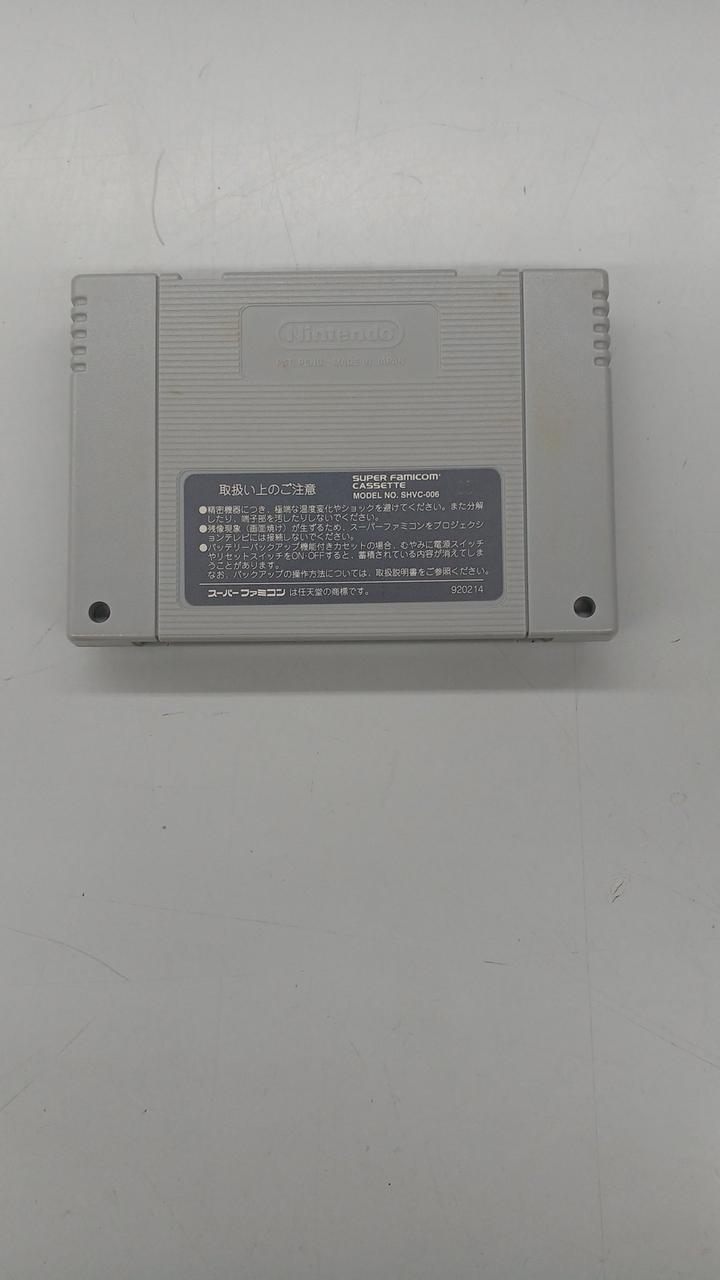 Nintendo
PAT. PEND. MADE IN JAPAN
取扱い上のご注意
SUPER FAMICOM
CASSETTE
MODEL NO. SHVC-006
●精密機器につき、極端な温度変化やショックを避けてください。また分解
したり、端子部を汚したりしないでください。
●残像現象（画面焼け）が生ずるため、スーパーファミコンをプロジェクシ
ョンテレビには接続しないでください。
●バッテリーバックアップ機能付きカセットの場合、むやみに電源スイッチ
やリセットスイッチをON·OFFすると、蓄積されている内容が消えてしま
うことがあります。
なお、バックアップの操作方法については、取扱説明書をご参照ください。
スーパーファミコン は任天堂の商標です。
920214